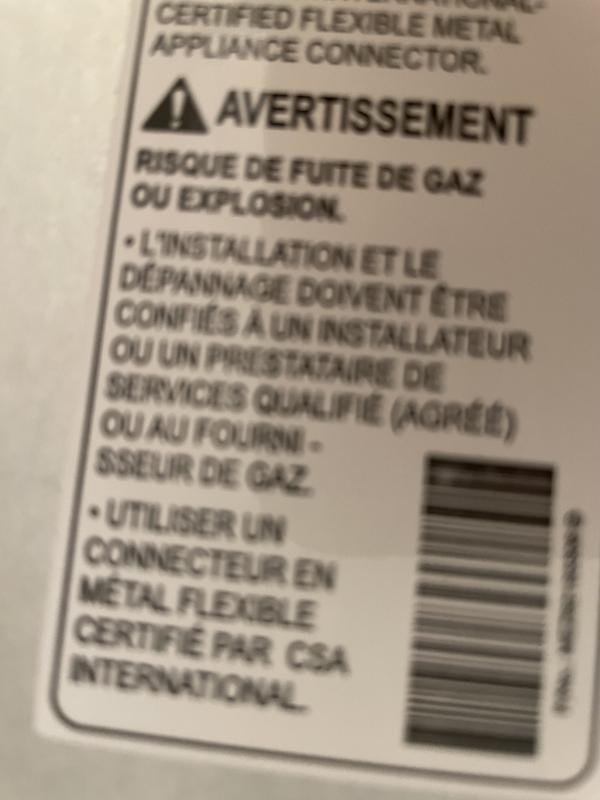 INTERNATIONAL-
CERTIFIED FLEXIBLE METAL
APPLIANCE CONNECTOR.
AVERTISSEMENT
RISQUE DE FUITE DE GAZ
OU EXPLOSION.
• L'INSTALLATION ET LE
DÉPANNAGE DOIVENT ÊTRE
CONFIÉS À UN INSTALLATEUR
OU UN PRESTATAIRE DE
SERVICES QUALIFIÉ (AGRÉÉ)
OU AU FOURNI -
SSEUR DE GAZ.
• UTILISER UN
CONNECTEUR EN
MÉTAL FLEXIBLE
CERTIFIÉ PAR CSA
INTERNATIONAL.